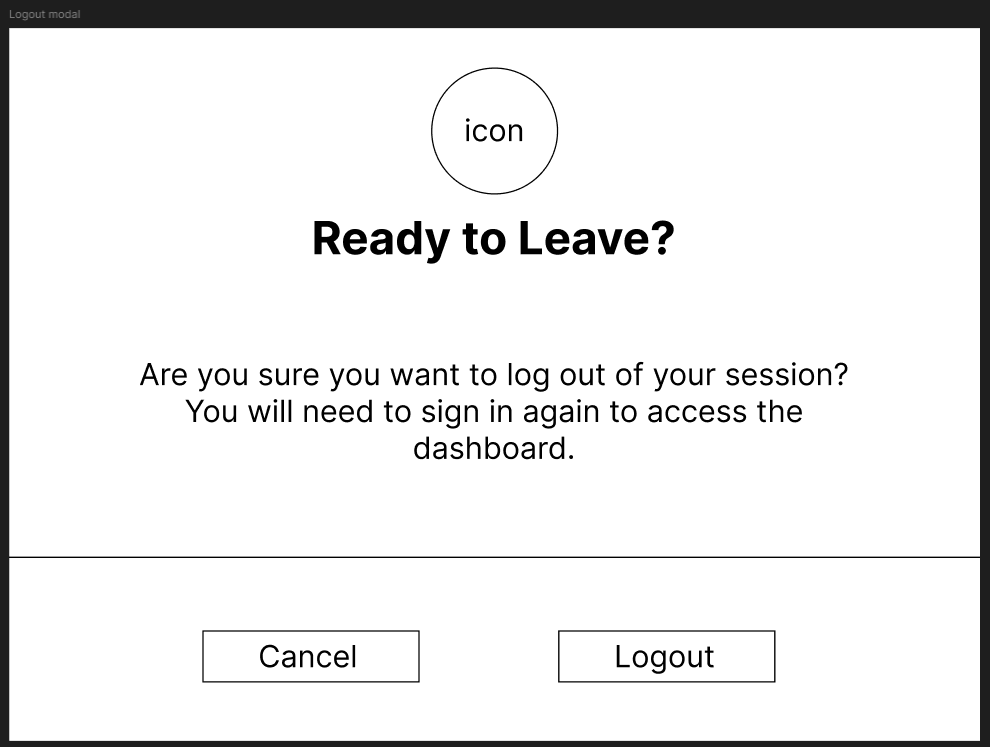 Logout modal
icon
Ready to Leave?
Are you sure you want to log out of your session?
You will need to sign in again to access the
dashboard.
Cancel
Logout